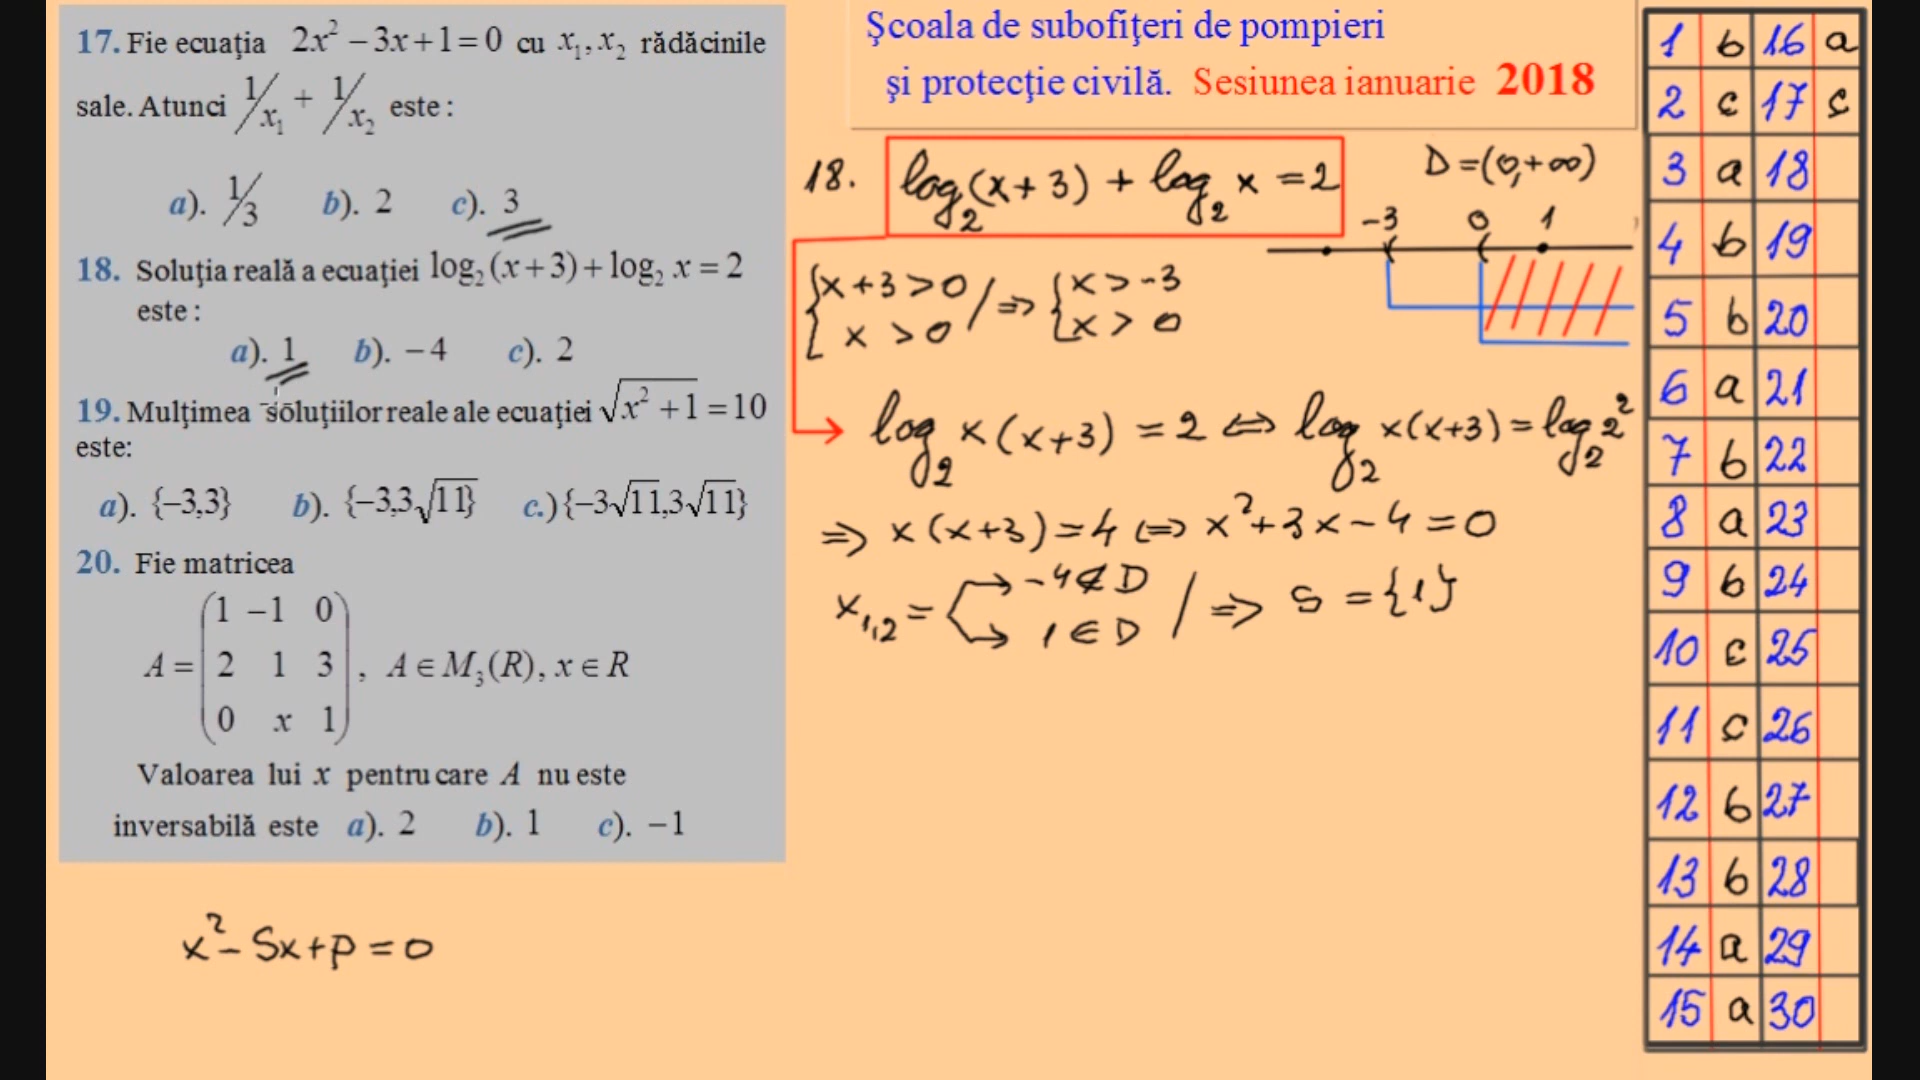 17. Fie ecuaţia 2x² − 3x + 1 = 0 cu x₁, x₂ rădăcinile
sale. Atunci 1/x₁ + 1/x₂ este :
a). 1/3 b). 2 c). 3
18. Soluţia reală a ecuaţiei log₂(x+3) + log₂ x = 2
este :
a). 1 b). −4 c). 2
19. Mulţimea soluţiilor reale ale ecuaţiei √(x² + 1) = 10
este:
a). {−3,3} b). {−3,3√11} c.) {−3√11,3√11}
20. Fie matricea
A = (1 −1 0
2 1 3
0 x 1), A ∈ M₃(R), x ∈ R
Valoarea lui x pentru care A nu este
inversabilă este a). 2 b). 1 c). −1
x² − Sx + P = 0
Şcoala de subofiţeri de pompieri
şi protecţie civilă. Sesiunea ianuarie 2018
18. log₂(x+3) + log₂ x = 2 D = (0, +∞)
−3 0 1
{x+3 > 0 / ⇒ {x > −3
{x > 0 {x > 0
log₂ x(x+3) = 2 ⇔ log₂ x(x+3) = log₂ 2²
⇒ x(x+3) = 4 ⇔ x² + 3x − 4 = 0
x₁,₂ = → −4 ∉ D
→ 1 ∈ D / ⇒ S = {1}
1 b 16 a
2 c 17 c
3 a 18
4 b 19
5 b 20
6 a 21
7 b 22
8 a 23
9 b 24
10 c 25
11 c 26
12 b 27
13 b 28
14 a 29
15 a 30